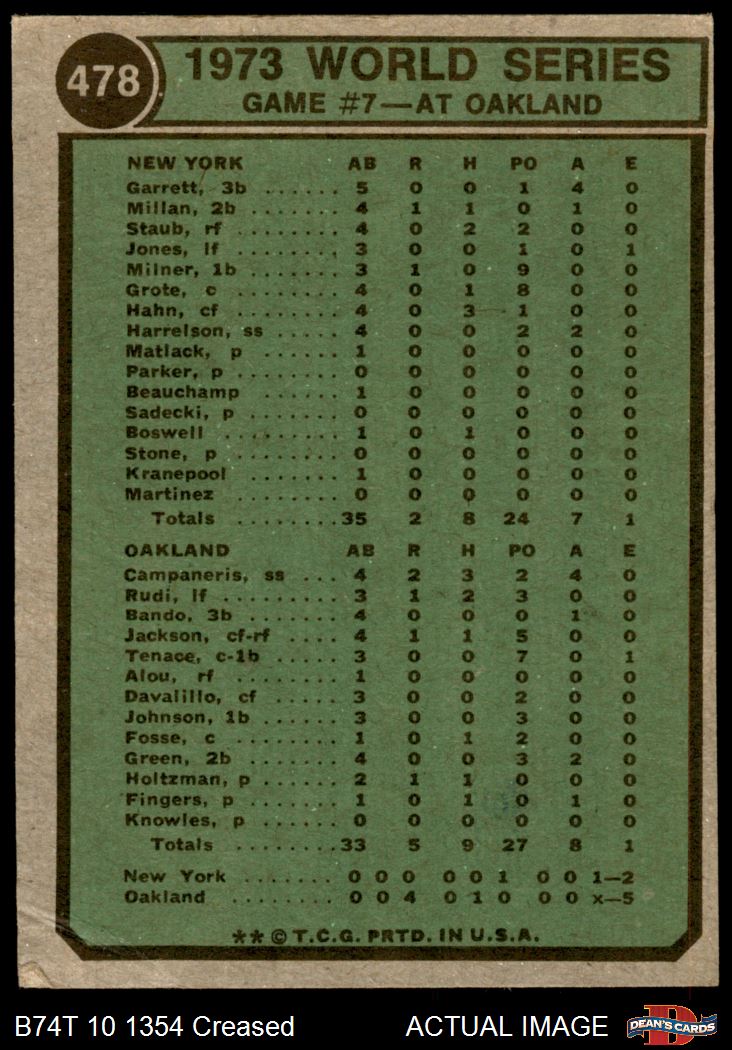 478
1973 WORLD SERIES
GAME #7—AT OAKLAND
NEW YORK AB R H PO A E
Garrett, 3b ...... 5 0 0 1 4 0
Millan, 2b ....... 4 1 1 0 1 0
Staub, rf ........ 4 0 2 2 0 0
Jones, lf ........ 3 0 0 1 0 1
Milner, 1b ....... 3 1 0 9 0 0
Grote, c ........ 4 0 1 8 0 0
Hahn, cf ........ 4 0 3 1 0 0
Harrelson, ss ..... 4 0 0 2 2 0
Matlack, p ...... 1 0 0 0 0 0
Parker, p ........ 0 0 0 0 0 0
Beauchamp ...... 1 0 0 0 0 0
Sadecki, p ....... 0 0 0 0 0 0
Boswell ......... 1 0 1 0 0 0
Stone, p ........ 0 0 0 0 0 0
Kranepool ....... 1 0 0 0 0 0
Martinez ........ 0 0 0 0 0 0
Totals ........ 35 2 8 24 7 1
OAKLAND AB R H PO A E
Campaneris, ss ... 4 2 3 2 4 0
Rudi, lf ......... 3 1 2 3 0 0
Bando, 3b ....... 4 0 0 0 1 0
Jackson, cf-rf .... 4 1 1 5 0 0
Tenace, c-1b ..... 3 0 0 7 0 1
Alou, rf ........ 1 0 0 0 0 0
Davalillo, cf ..... 3 0 0 2 0 0
Johnson, 1b ...... 3 0 0 3 0 0
Fosse, c ........ 1 0 1 2 0 0
Green, 2b ....... 4 0 0 3 2 0
Holtzman, p ...... 2 1 1 0 0 0
Fingers, p ....... 1 0 1 0 1 0
Knowles, p ...... 0 0 0 0 0 0
Totals ........ 33 5 9 27 8 1
New York ....... 0 0 0 0 0 1 0 0 1—2
Oakland ........ 0 0 4 0 1 0 0 0 x—5
** © T.C.G. PRTD. IN U.S.A.
B74T 10 1354 Creased ACTUAL IMAGE
D
DEAN'S CARDS